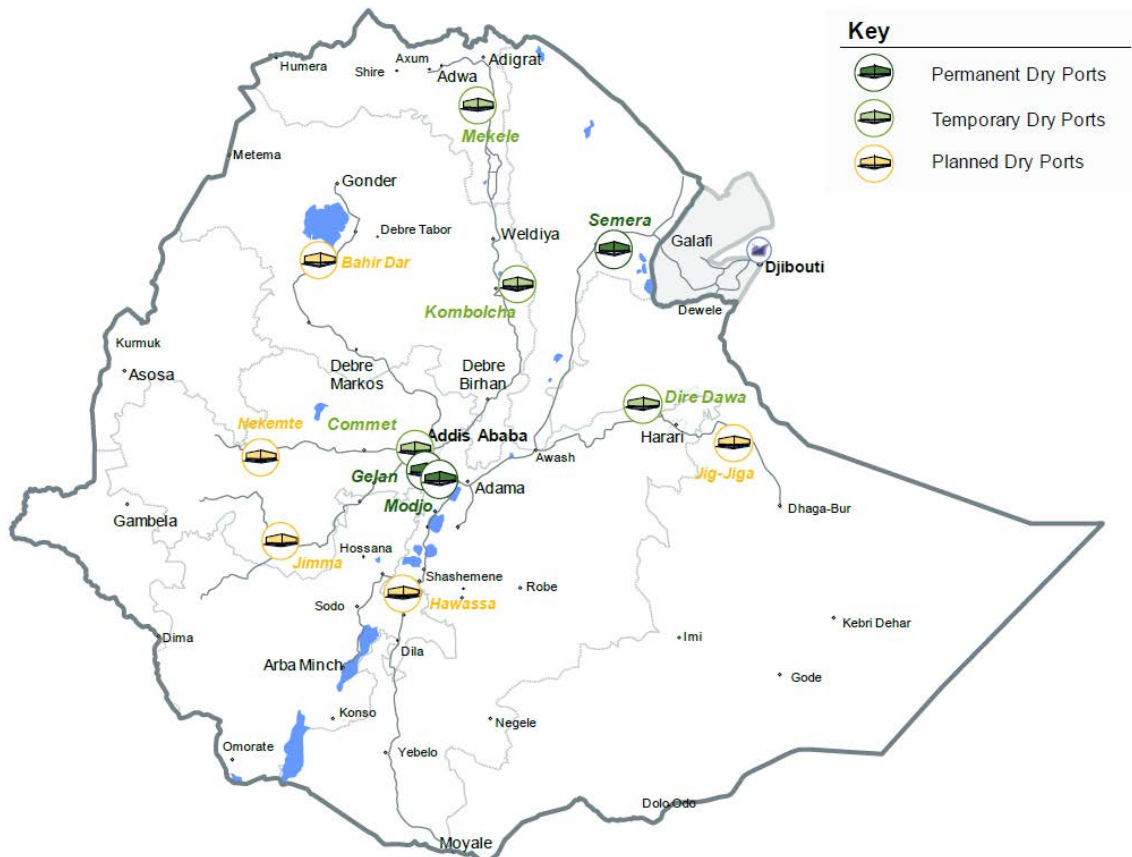 Key
Permanent Dry Ports
Temporary Dry Ports
Planned Dry Ports
Humera
Axum
Shire
Adwa
Adigrat
Mekele
Metema
Gonder
Debre Tabor
Weldiya
Semera
Galafi
Djibouti
Bahir Dar
Kombolcha
Dewele
Kurmuk
Asosa
Debre
Markos
Debre
Birhan
Nekemte
Commet
Addis Ababa
Dire Dawa
Harari
Awash
Jig-Jiga
Gelan
Modjo
Adama
Gambela
Dhaga-Bur
Jimma
Hossana
Shashemene
Robe
Hawassa
Sodo
Kebri Dehar
Dima
Imi
Dila
Arba Minch
Gode
Konso
Negele
Omorate
Yebelo
Dolo Odo
Moyale